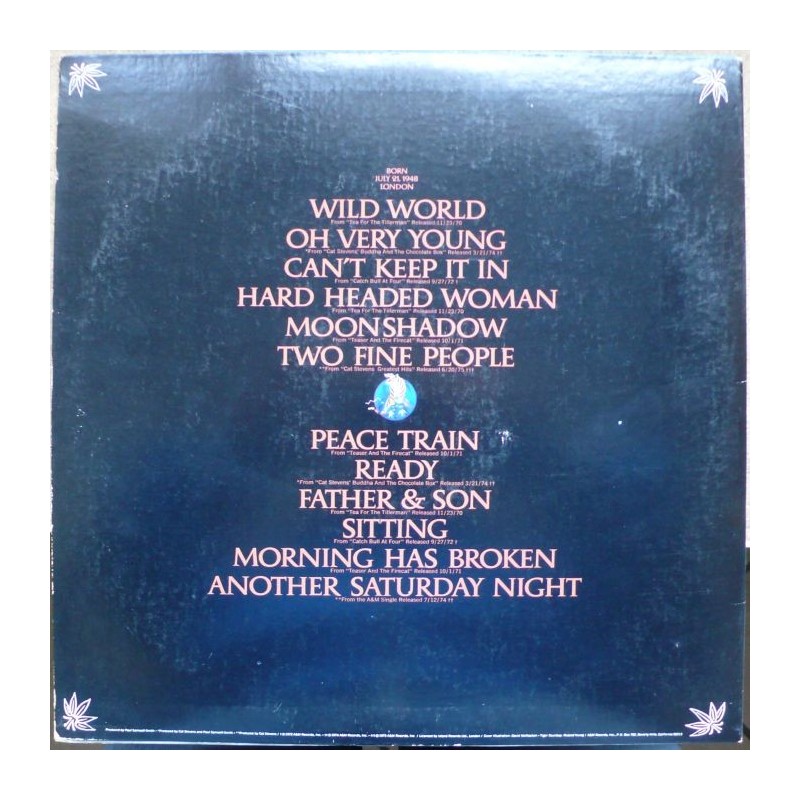 BORN
JULY 21, 1948
LONDON
WILD WORLD
From "Tea For The Tillerman" Released 11/23/70
OH VERY YOUNG
*From "Cat Stevens' Buddha And The Chocolate Box" Released 3/21/74 ††
CAN'T KEEP IT IN
From "Catch Bull At Four" Released 9/27/72 †
HARD HEADED WOMAN
From "Tea For The Tillerman" Released 11/23/70
MOONSHADOW
From "Teaser And The Firecat" Released 10/1/71
TWO FINE PEOPLE
**From "Cat Stevens Greatest Hits" Released 6/20/75 †††
PEACE TRAIN
From "Teaser And The Firecat" Released 10/1/71
READY
*From "Cat Stevens' Buddha And The Chocolate Box" Released 3/21/74 ††
FATHER & SON
From "Tea For The Tillerman" Released 11/23/70
SITTING
From "Catch Bull At Four" Released 9/27/72 †
MORNING HAS BROKEN
From "Teaser And The Firecat" Released 10/1/71
ANOTHER SATURDAY NIGHT
**From the A&M Single Released 7/12/74 ††